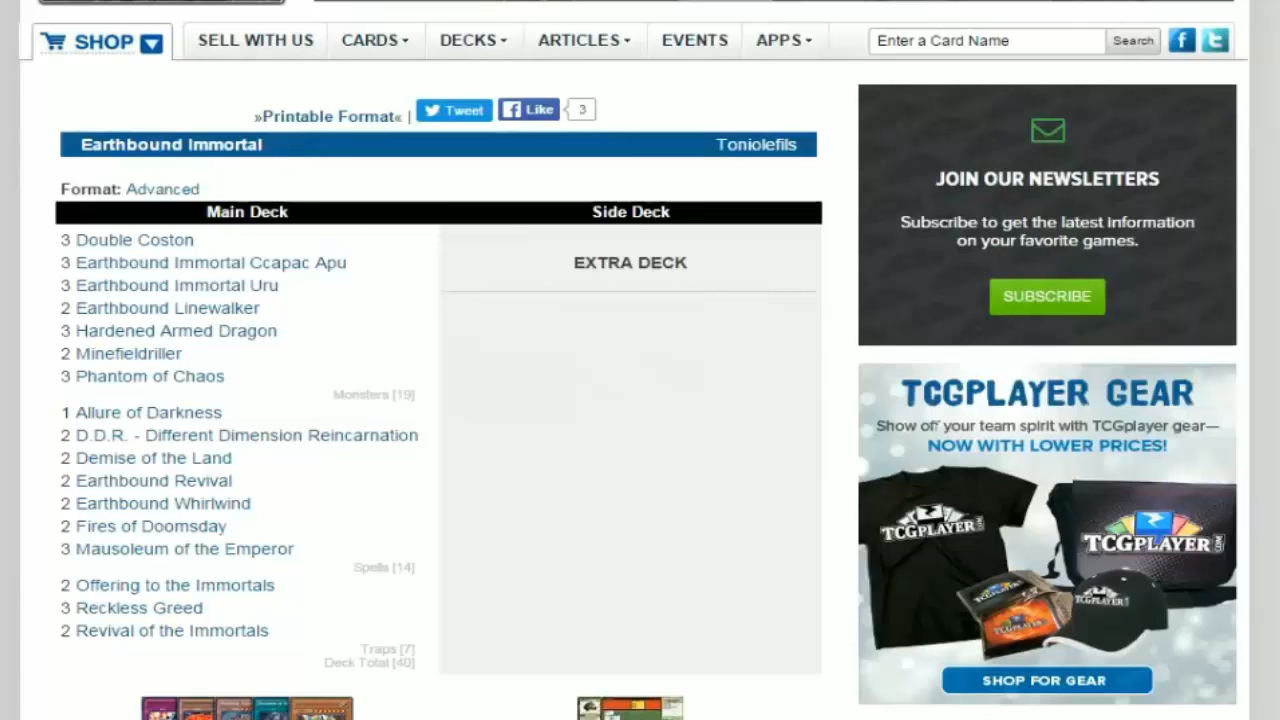 SHOP
SELL WITH US
CARDS
DECKS
ARTICLES
EVENTS
APPS
Enter a Card Name
Search
»Printable Format« |
Tweet
Like
3
Earthbound Immortal
Toniolefils
Format: Advanced
Main Deck
Side Deck
3 Double Coston
3 Earthbound Immortal Ccapac Apu
3 Earthbound Immortal Uru
2 Earthbound Linewalker
3 Hardened Armed Dragon
2 Minefieldriller
3 Phantom of Chaos
Monsters [19]
1 Allure of Darkness
2 D.D.R. - Different Dimension Reincarnation
2 Demise of the Land
2 Earthbound Revival
2 Earthbound Whirlwind
2 Fires of Doomsday
3 Mausoleum of the Emperor
Spells [14]
2 Offering to the Immortals
3 Reckless Greed
2 Revival of the Immortals
Traps [7]
Deck Total [40]
EXTRA DECK
JOIN OUR NEWSLETTERS
Subscribe to get the latest information
on your favorite games.
SUBSCRIBE
TCGPLAYER GEAR
Show off your team spirit with TCGplayer gear—
NOW WITH LOWER PRICES!
TCGPLAYER
TCGPLAYER
TCGPLAYER
TCGPLAYER
SHOP FOR GEAR